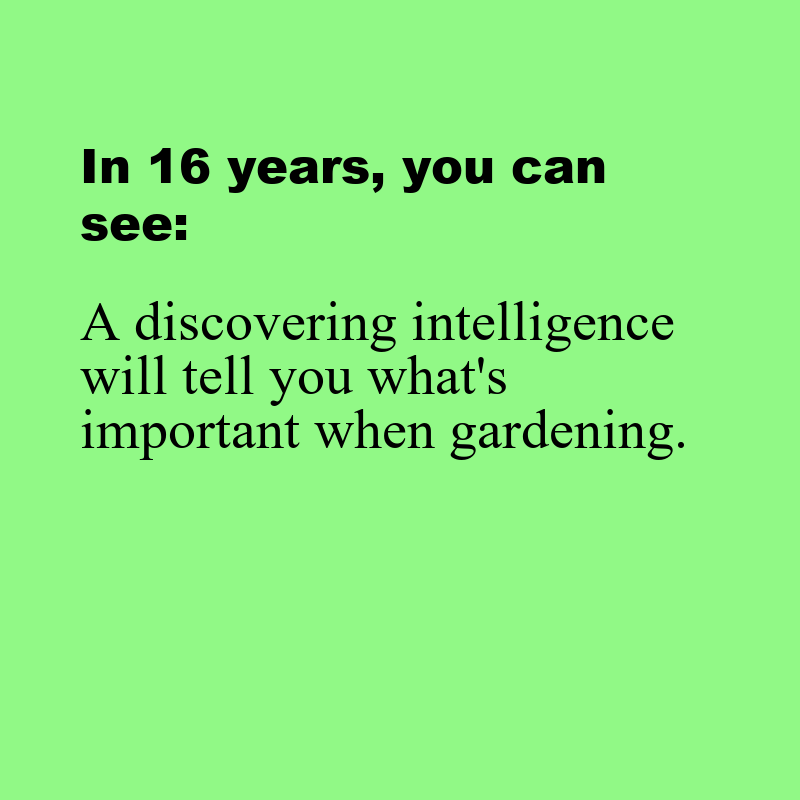 In 16 years, you can
see:
A discovering intelligence
will tell you what's
important when gardening.